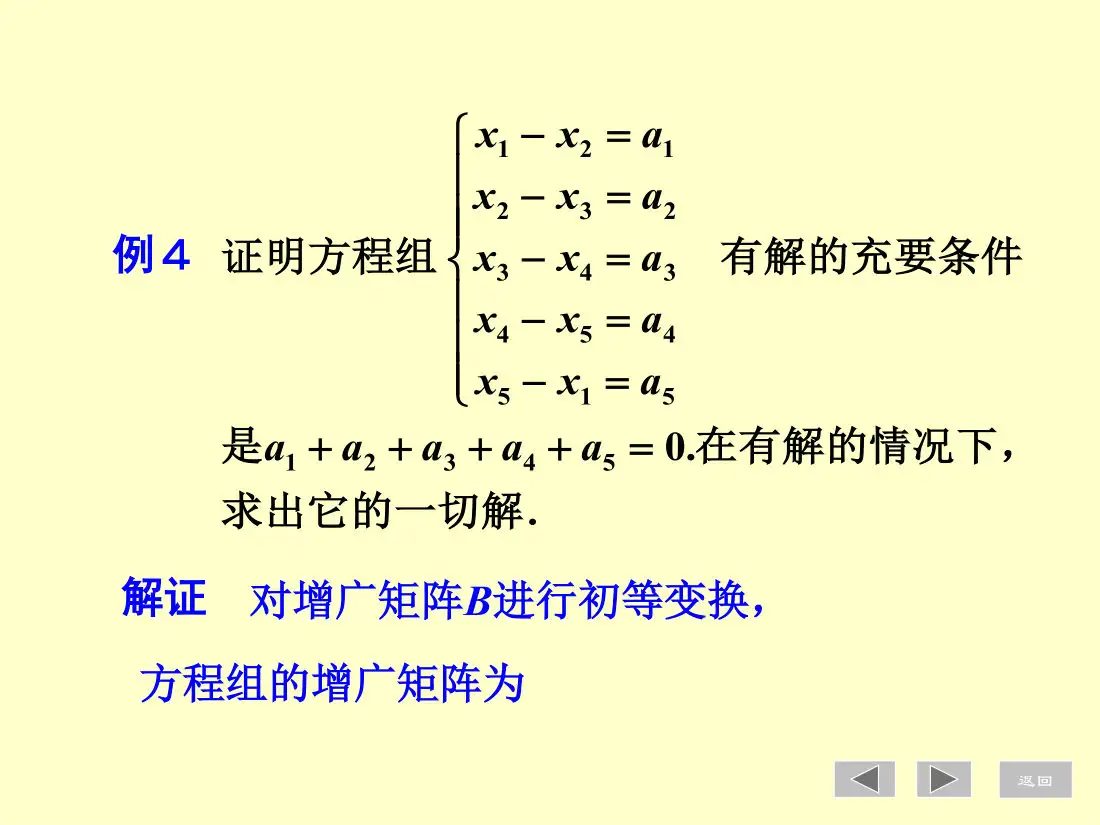 x₁ − x₂ = a₁
x₂ − x₃ = a₂
例４ 证明方程组 x₃ − x₄ = a₃ 有解的充要条件
x₄ − x₅ = a₄
x₅ − x₁ = a₅
是a₁ + a₂ + a₃ + a₄ + a₅ = 0.在有解的情况下，
求出它的一切解．
解证 对增广矩阵B进行初等变换，
方程组的增广矩阵为
返回